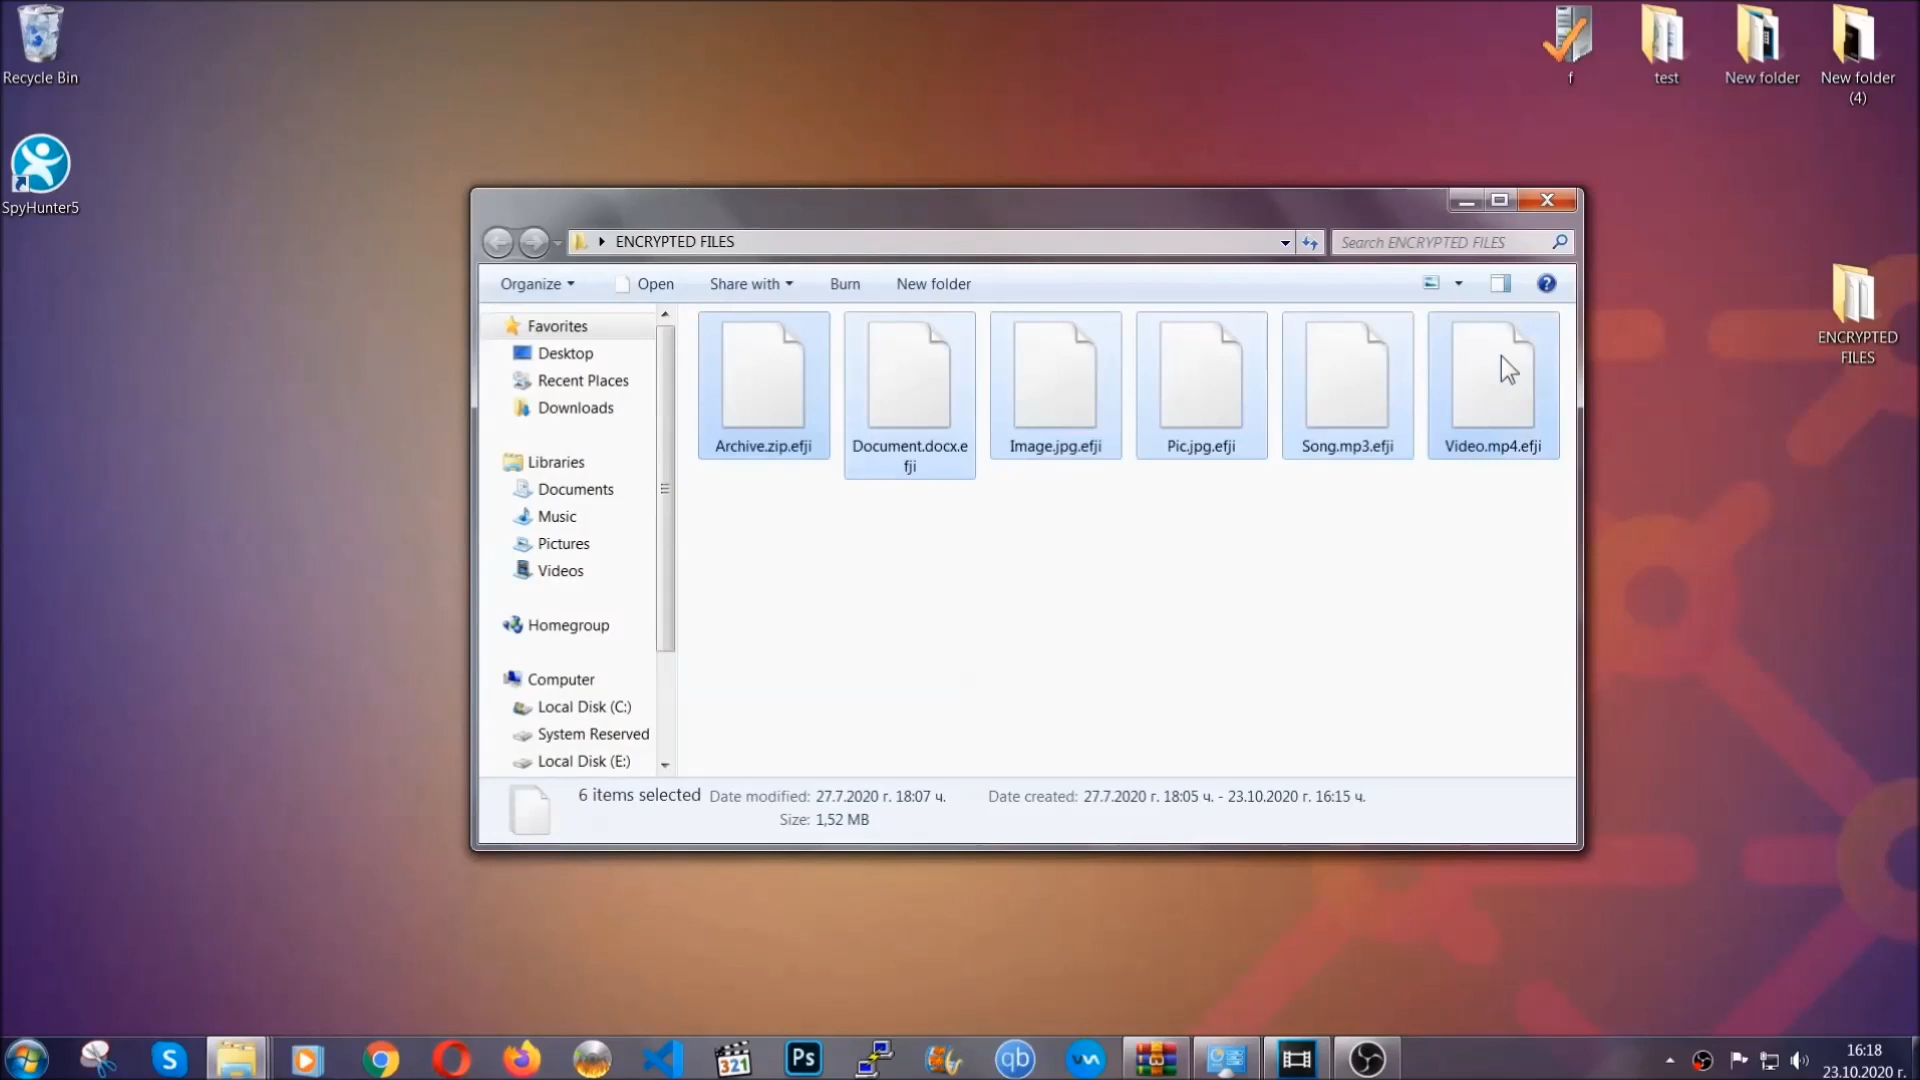 Recycle Bin
SpyHunter5
f
test
New folder
New folder
(4)
ENCRYPTED
FILES
ENCRYPTED FILES
Search ENCRYPTED FILES
Organize
Open
Share with
Burn
New folder
Favorites
Desktop
Recent Places
Downloads
Libraries
Documents
Music
Pictures
Videos
Homegroup
Computer
Local Disk (C:)
System Reserved
Local Disk (E:)
Archive.zip.efji
Document.docx.e
fji
Image.jpg.efji
Pic.jpg.efji
Song.mp3.efji
Video.mp4.efji
6 items selected Date modified: 27.7.2020 г. 18:07 ч. Date created: 27.7.2020 г. 18:05 ч. - 23.10.2020 г. 16:15 ч.
Size: 1,52 MB
S
321
Ps
qb
16:18
23.10.2020 г.